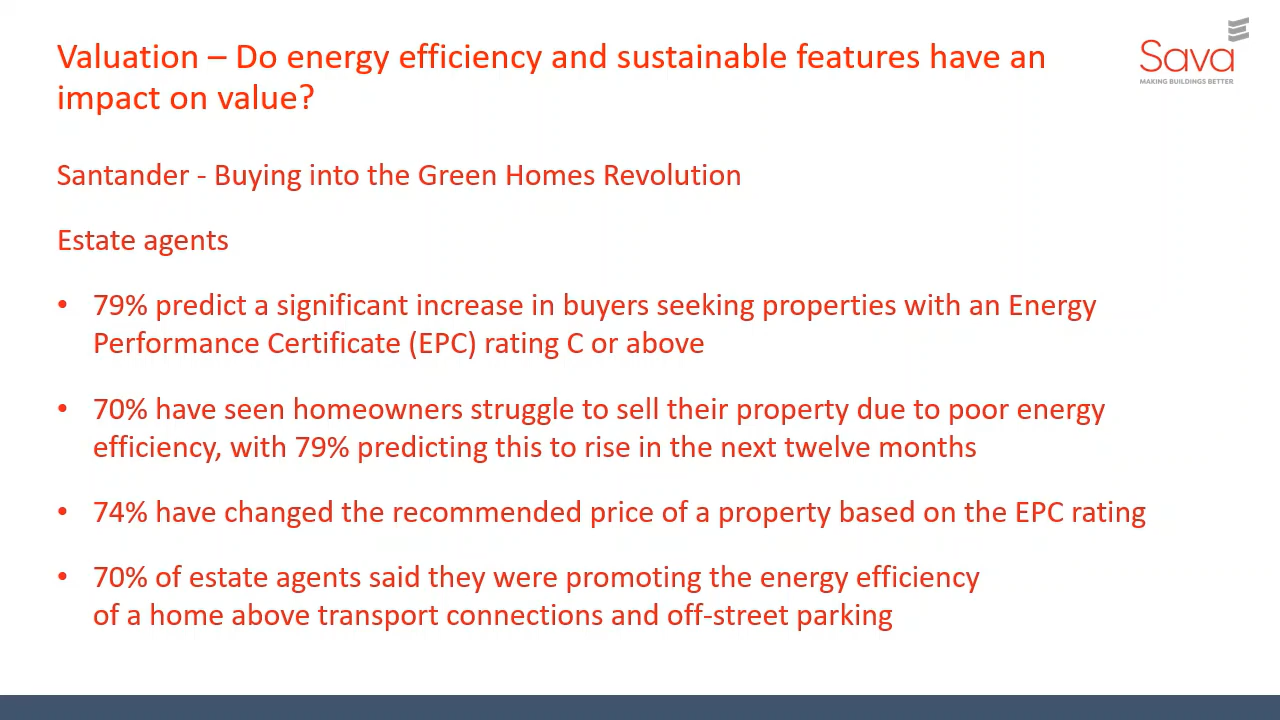 Valuation – Do energy efficiency and sustainable features have an
impact on value?
Sava
MAKING BUILDINGS BETTER
Santander - Buying into the Green Homes Revolution
Estate agents
• 79% predict a significant increase in buyers seeking properties with an Energy
Performance Certificate (EPC) rating C or above
• 70% have seen homeowners struggle to sell their property due to poor energy
efficiency, with 79% predicting this to rise in the next twelve months
• 74% have changed the recommended price of a property based on the EPC rating
• 70% of estate agents said they were promoting the energy efficiency
of a home above transport connections and off-street parking